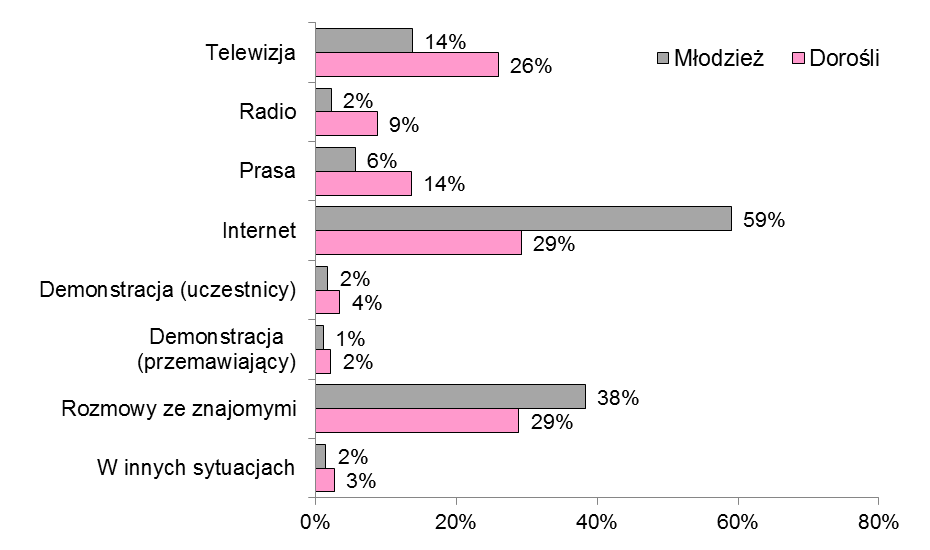 Telewizja
14%
26%
Młodzież
Dorośli
Radio
2%
9%
Prasa
6%
14%
Internet
59%
29%
Demonstracja (uczestnicy)
2%
4%
Demonstracja
(przemawiający)
1%
2%
Rozmowy ze znajomymi
38%
29%
W innych sytuacjach
2%
3%
0%
20%
40%
60%
80%